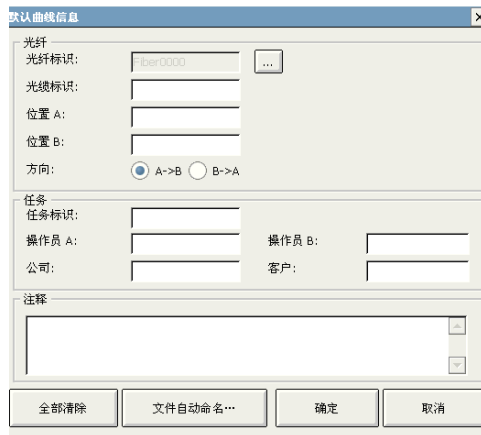 默认曲线信息
光纤
光纤标识: Fiber0000 ...
光缆标识:
位置 A:
位置 B:
方向: A->B B->A
任务
任务标识:
操作员 A: 操作员 B:
公司: 客户:
注释
全部清除 文件自动命名… 确定 取消